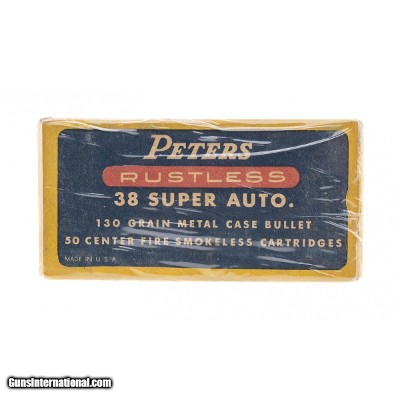 PETERS
RUSTLESS
38 SUPER AUTO.
130 GRAIN METAL CASE BULLET
50 CENTER FIRE SMOKELESS CARTRIDGES
MADE IN U.S.A.
GunsInternational.com